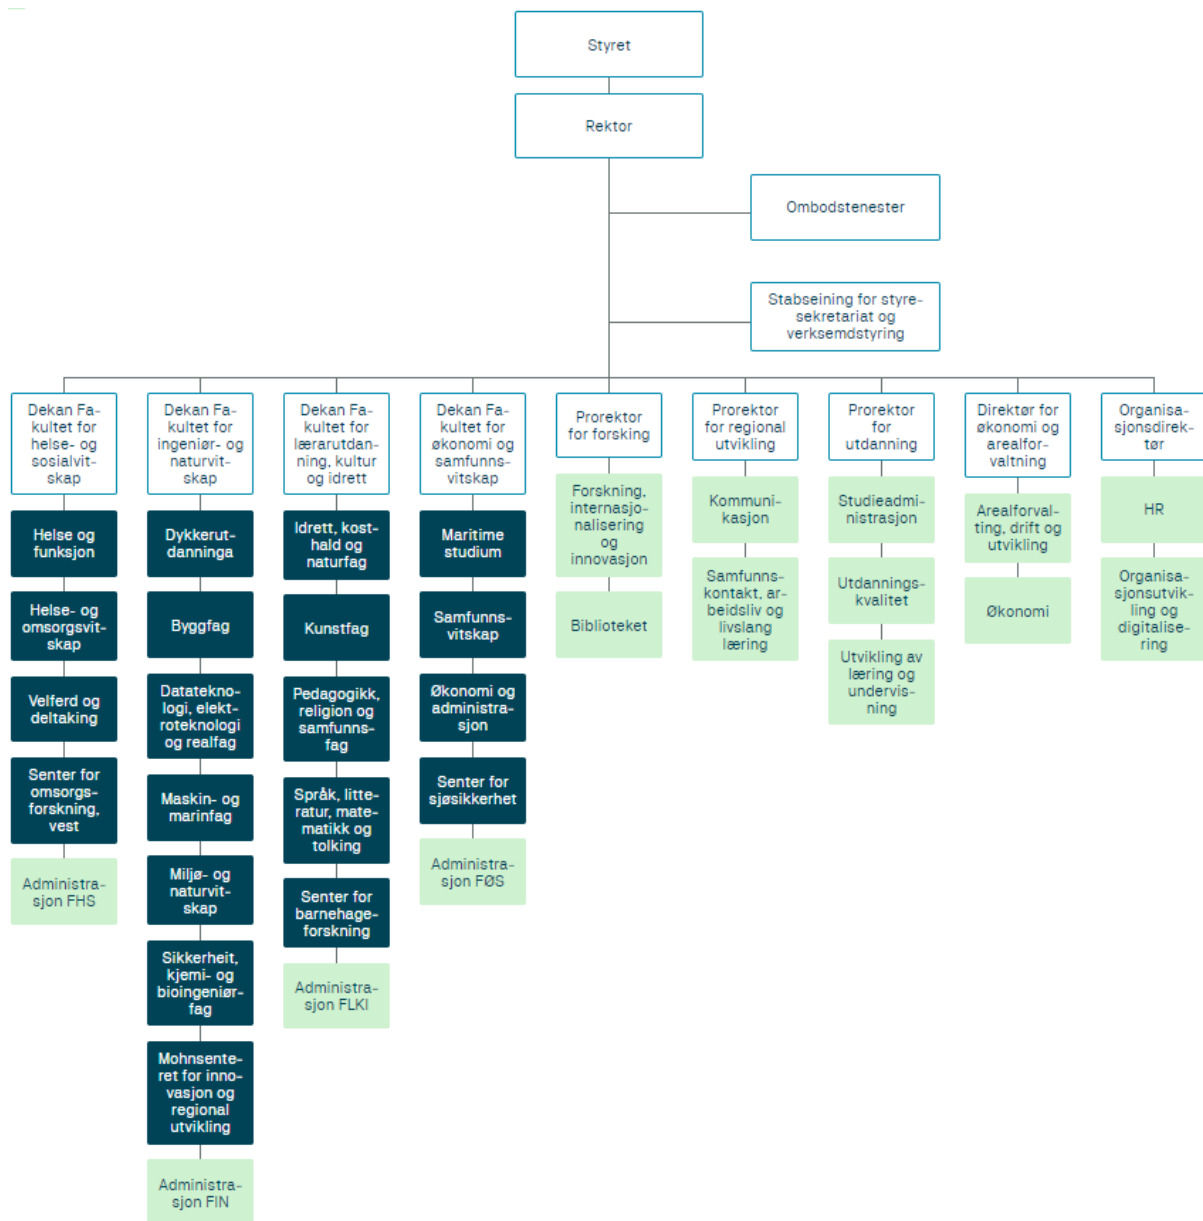 Styret
Rektor
Ombodstenester
Stabseining for styre-
sekretariat og
verksemdstyring
Dekan Fa-
kultet for
helse- og
sosialvit-
skap
Helse og
funksjon
Helse- og
omsorgsvit-
skap
Velferd og
deltaking
Senter for
omsorgs-
forskning,
vest
Administra-
sjon FHS
Dekan Fa-
kultet for
ingeniør- og
naturvit-
skap
Dykkerut-
danninga
Byggfag
Datatekno-
logi, elekt-
roteknologi
og realfag
Maskin- og
marinfag
Miljø- og
naturvit-
skap
Sikkerheit,
kjemi- og
bioingeniør-
fag
Mohnsente-
ret for inno-
vasjon og
regional
utvikling
Administra-
sjon FIN
Dekan Fa-
kultet for
lærarutdan-
ning, kultur
og idrett
Idrett, kost-
hald og
naturfag
Kunstfag
Pedagogikk,
religion og
samfunns-
fag
Språk, litte-
ratur, mate-
matikk og
tolking
Senter for
barnehage-
forskning
Administra-
sjon FLKI
Dekan Fa-
kultet for
økonomi og
samfunns-
vitskap
Maritime
studium
Samfunns-
vitskap
Økonomi og
administra-
sjon
Senter for
sjøsikkerhet
Administra-
sjon FØS
Prorektor
for forsking
Forskning,
internasjo-
nalisering
og
innovasjon
Biblioteket
Prorektor
for regional
utvikling
Kommuni-
kasjon
Samfunns-
kontakt, ar-
beidsliv og
livslang
læring
Prorektor
for
utdanning
Studieadmi-
nistrasjon
Utdannings-
kvalitet
Utvikling av
læring og
undervis-
ning
Direktør for
økonomi og
arealfor-
valtning
Arealforval-
ting, drift og
utvikling
Økonomi
Organisa-
sjonsdirek-
tør
HR
Organisa-
sjonsutvik-
ling og
digitalise-
ring